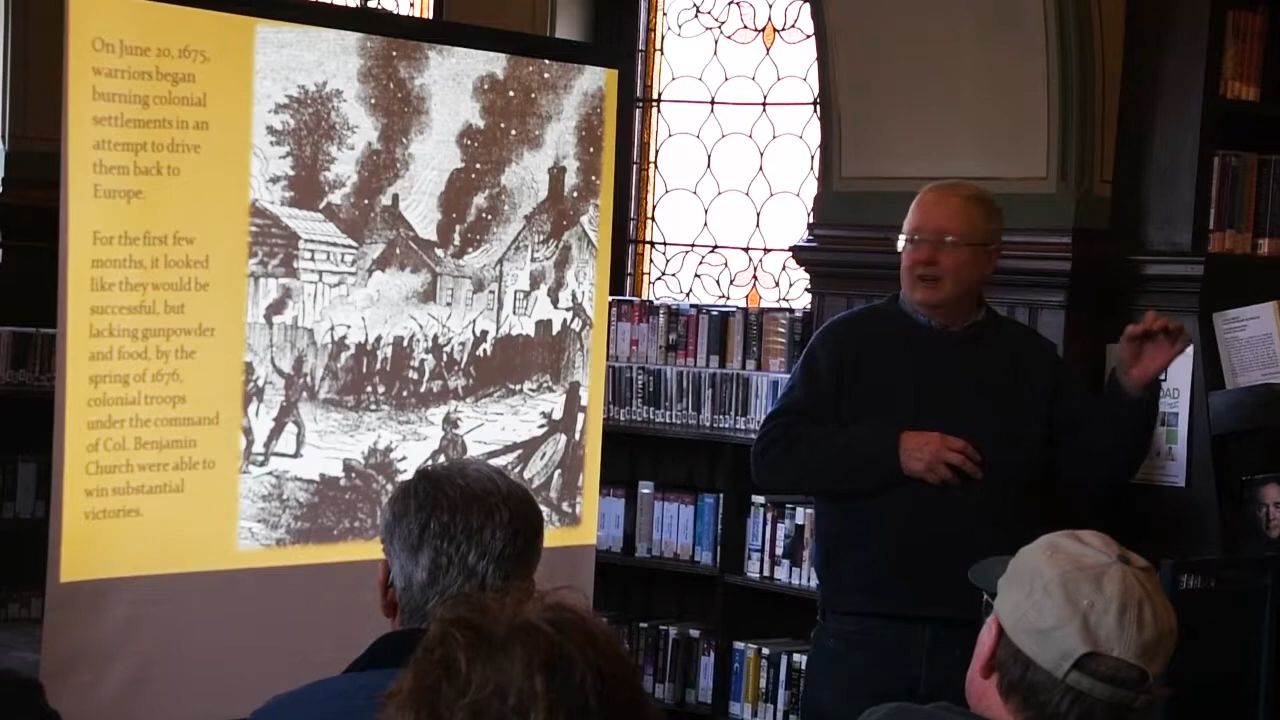 On June 20, 1675,
warriors began
burning colonial
settlements in an
attempt to drive
them back to
Europe.
For the first few
months, it looked
like they would be
successful, but
lacking gunpowder
and food, by the
spring of 1676,
colonial troops
under the command
of Col. Benjamin
Church were able to
win substantial
victories.